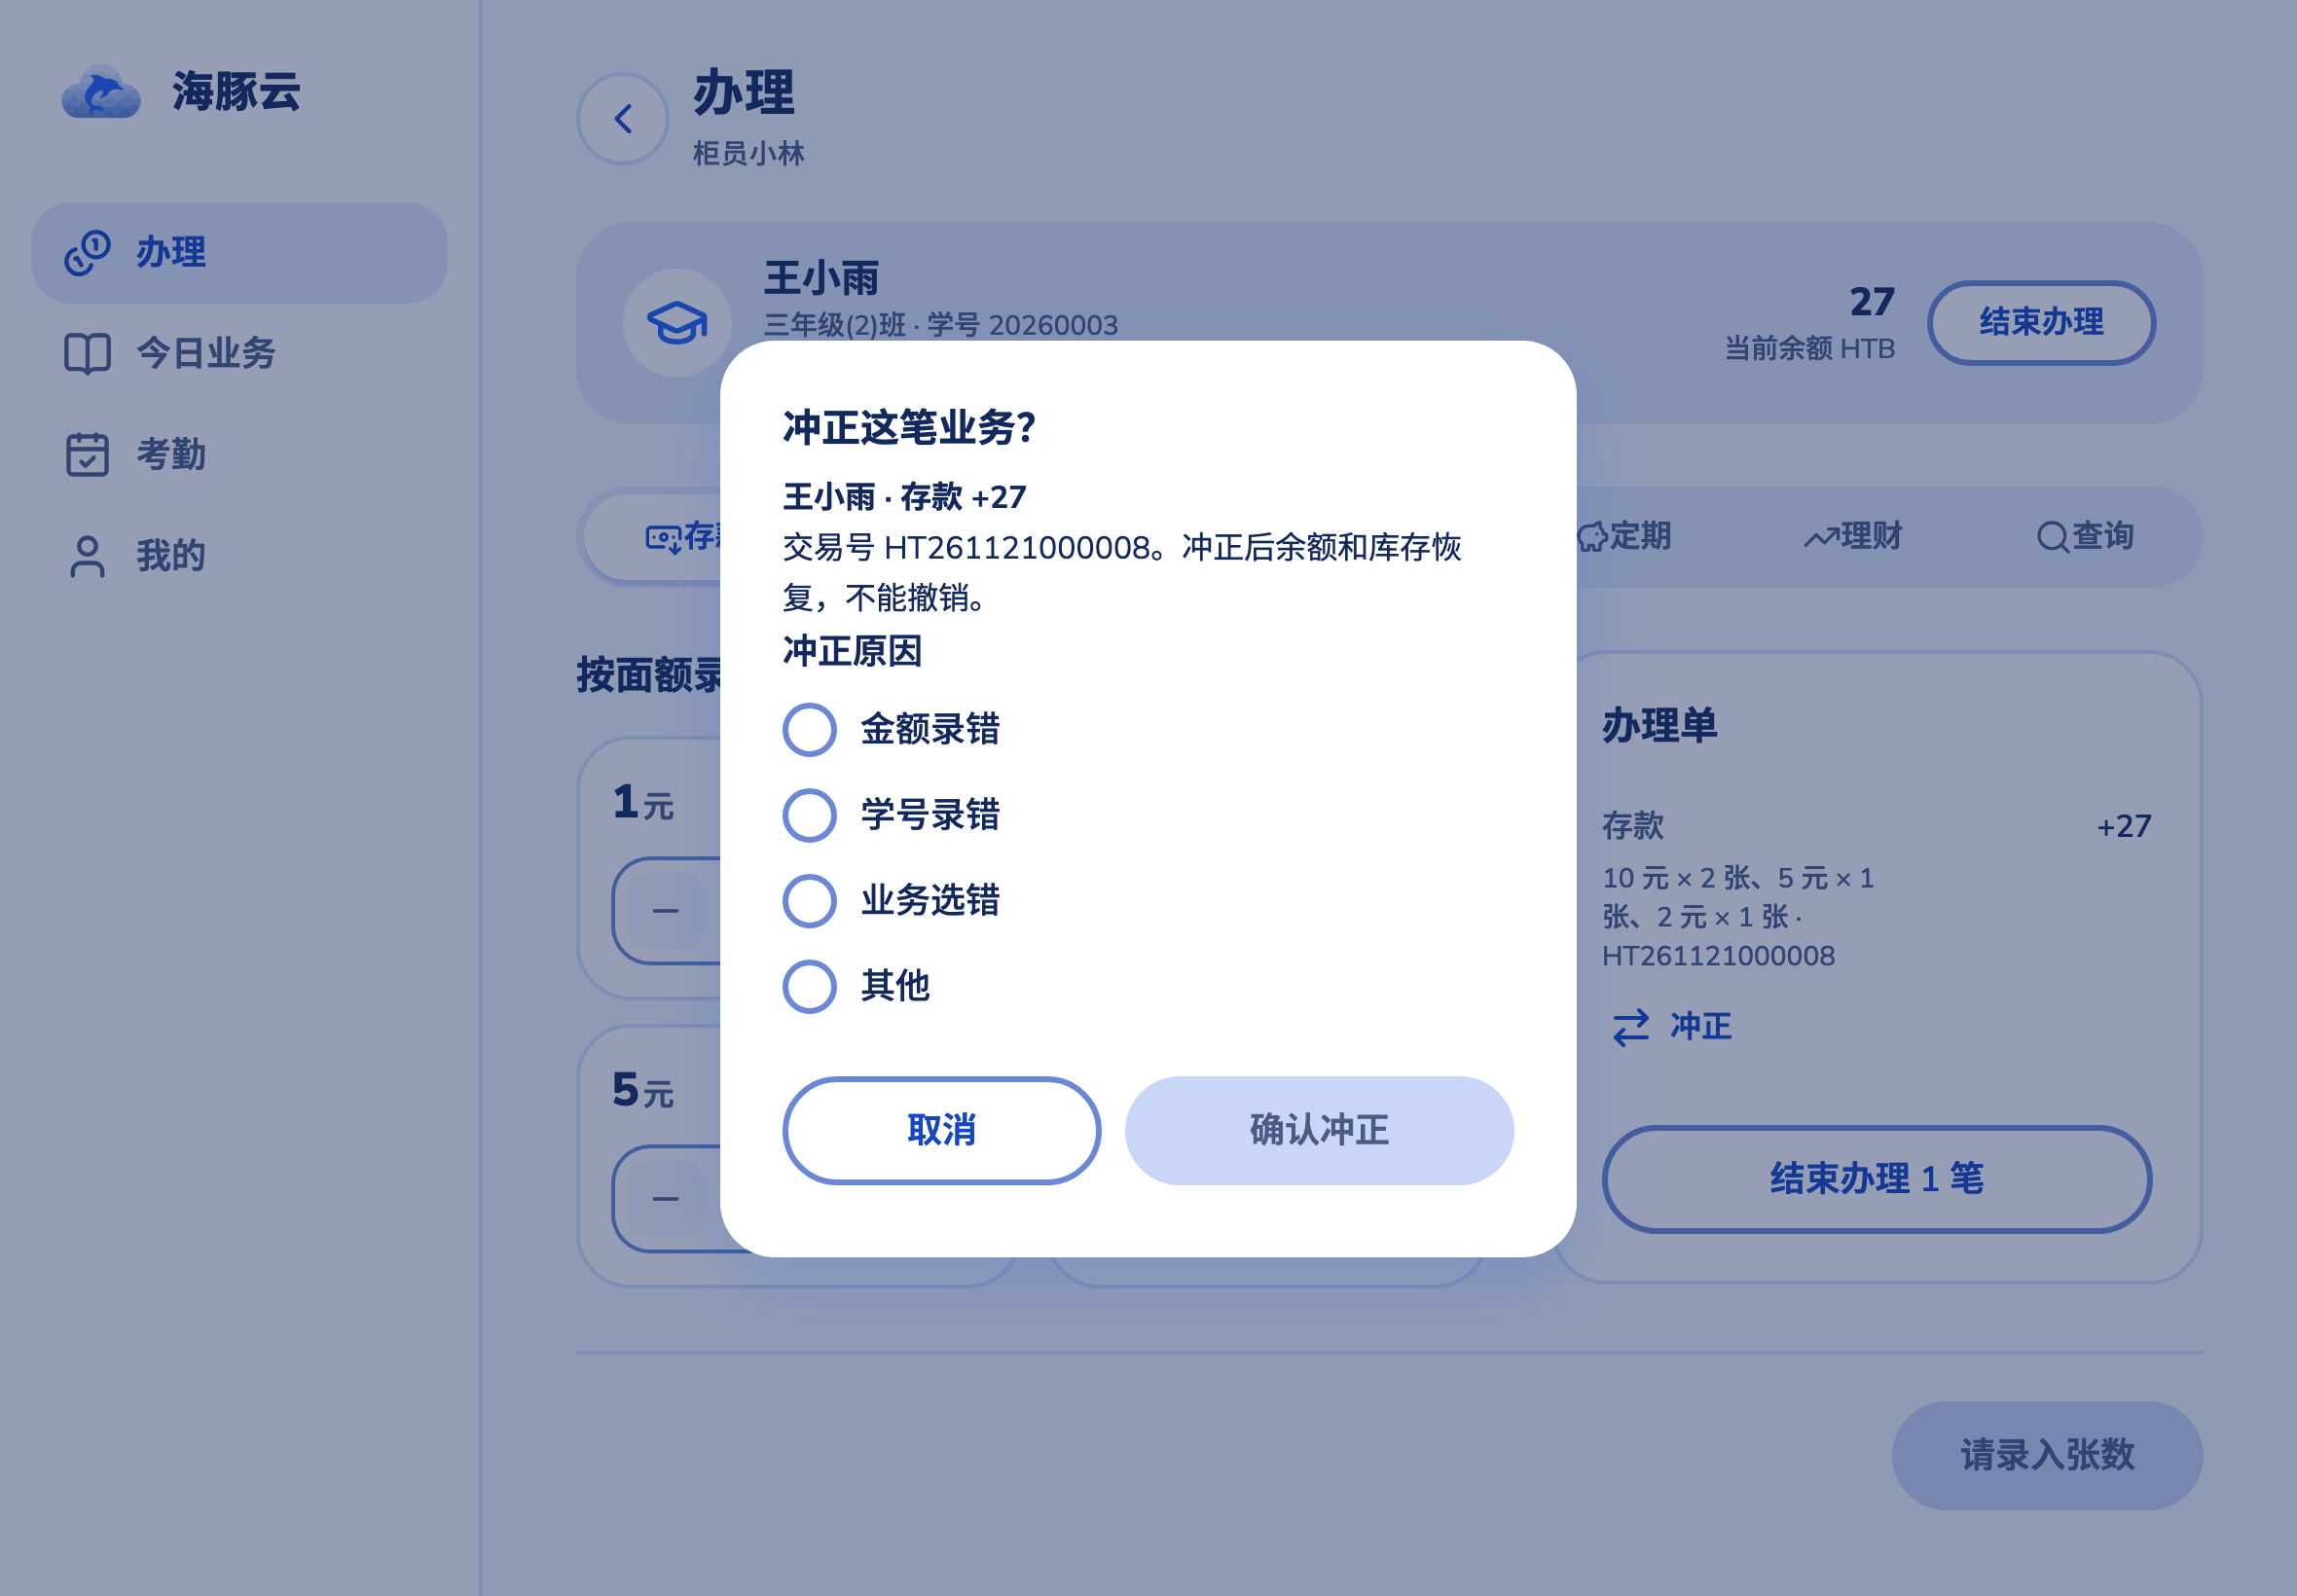 海豚云
办理
今日业务
考勤
我的
办理
柜员小林
王小雨
三年级(2)班 · 学号 20260003
27
当前余额 HTB
结束办理
存
定期
理财
查询
按面额录
1元
5元
冲正这笔业务?
王小雨 · 存款 +27
交易号 HT261121000008。冲正后余额和库存恢
复，不能撤销。
冲正原因
金额录错
学号录错
业务选错
其他
取消
确认冲正
办理单
存款 +27
10 元 × 2 张、5 元 × 1
张、2 元 × 1 张 ·
HT261121000008
冲正
结束办理 1 笔
请录入张数